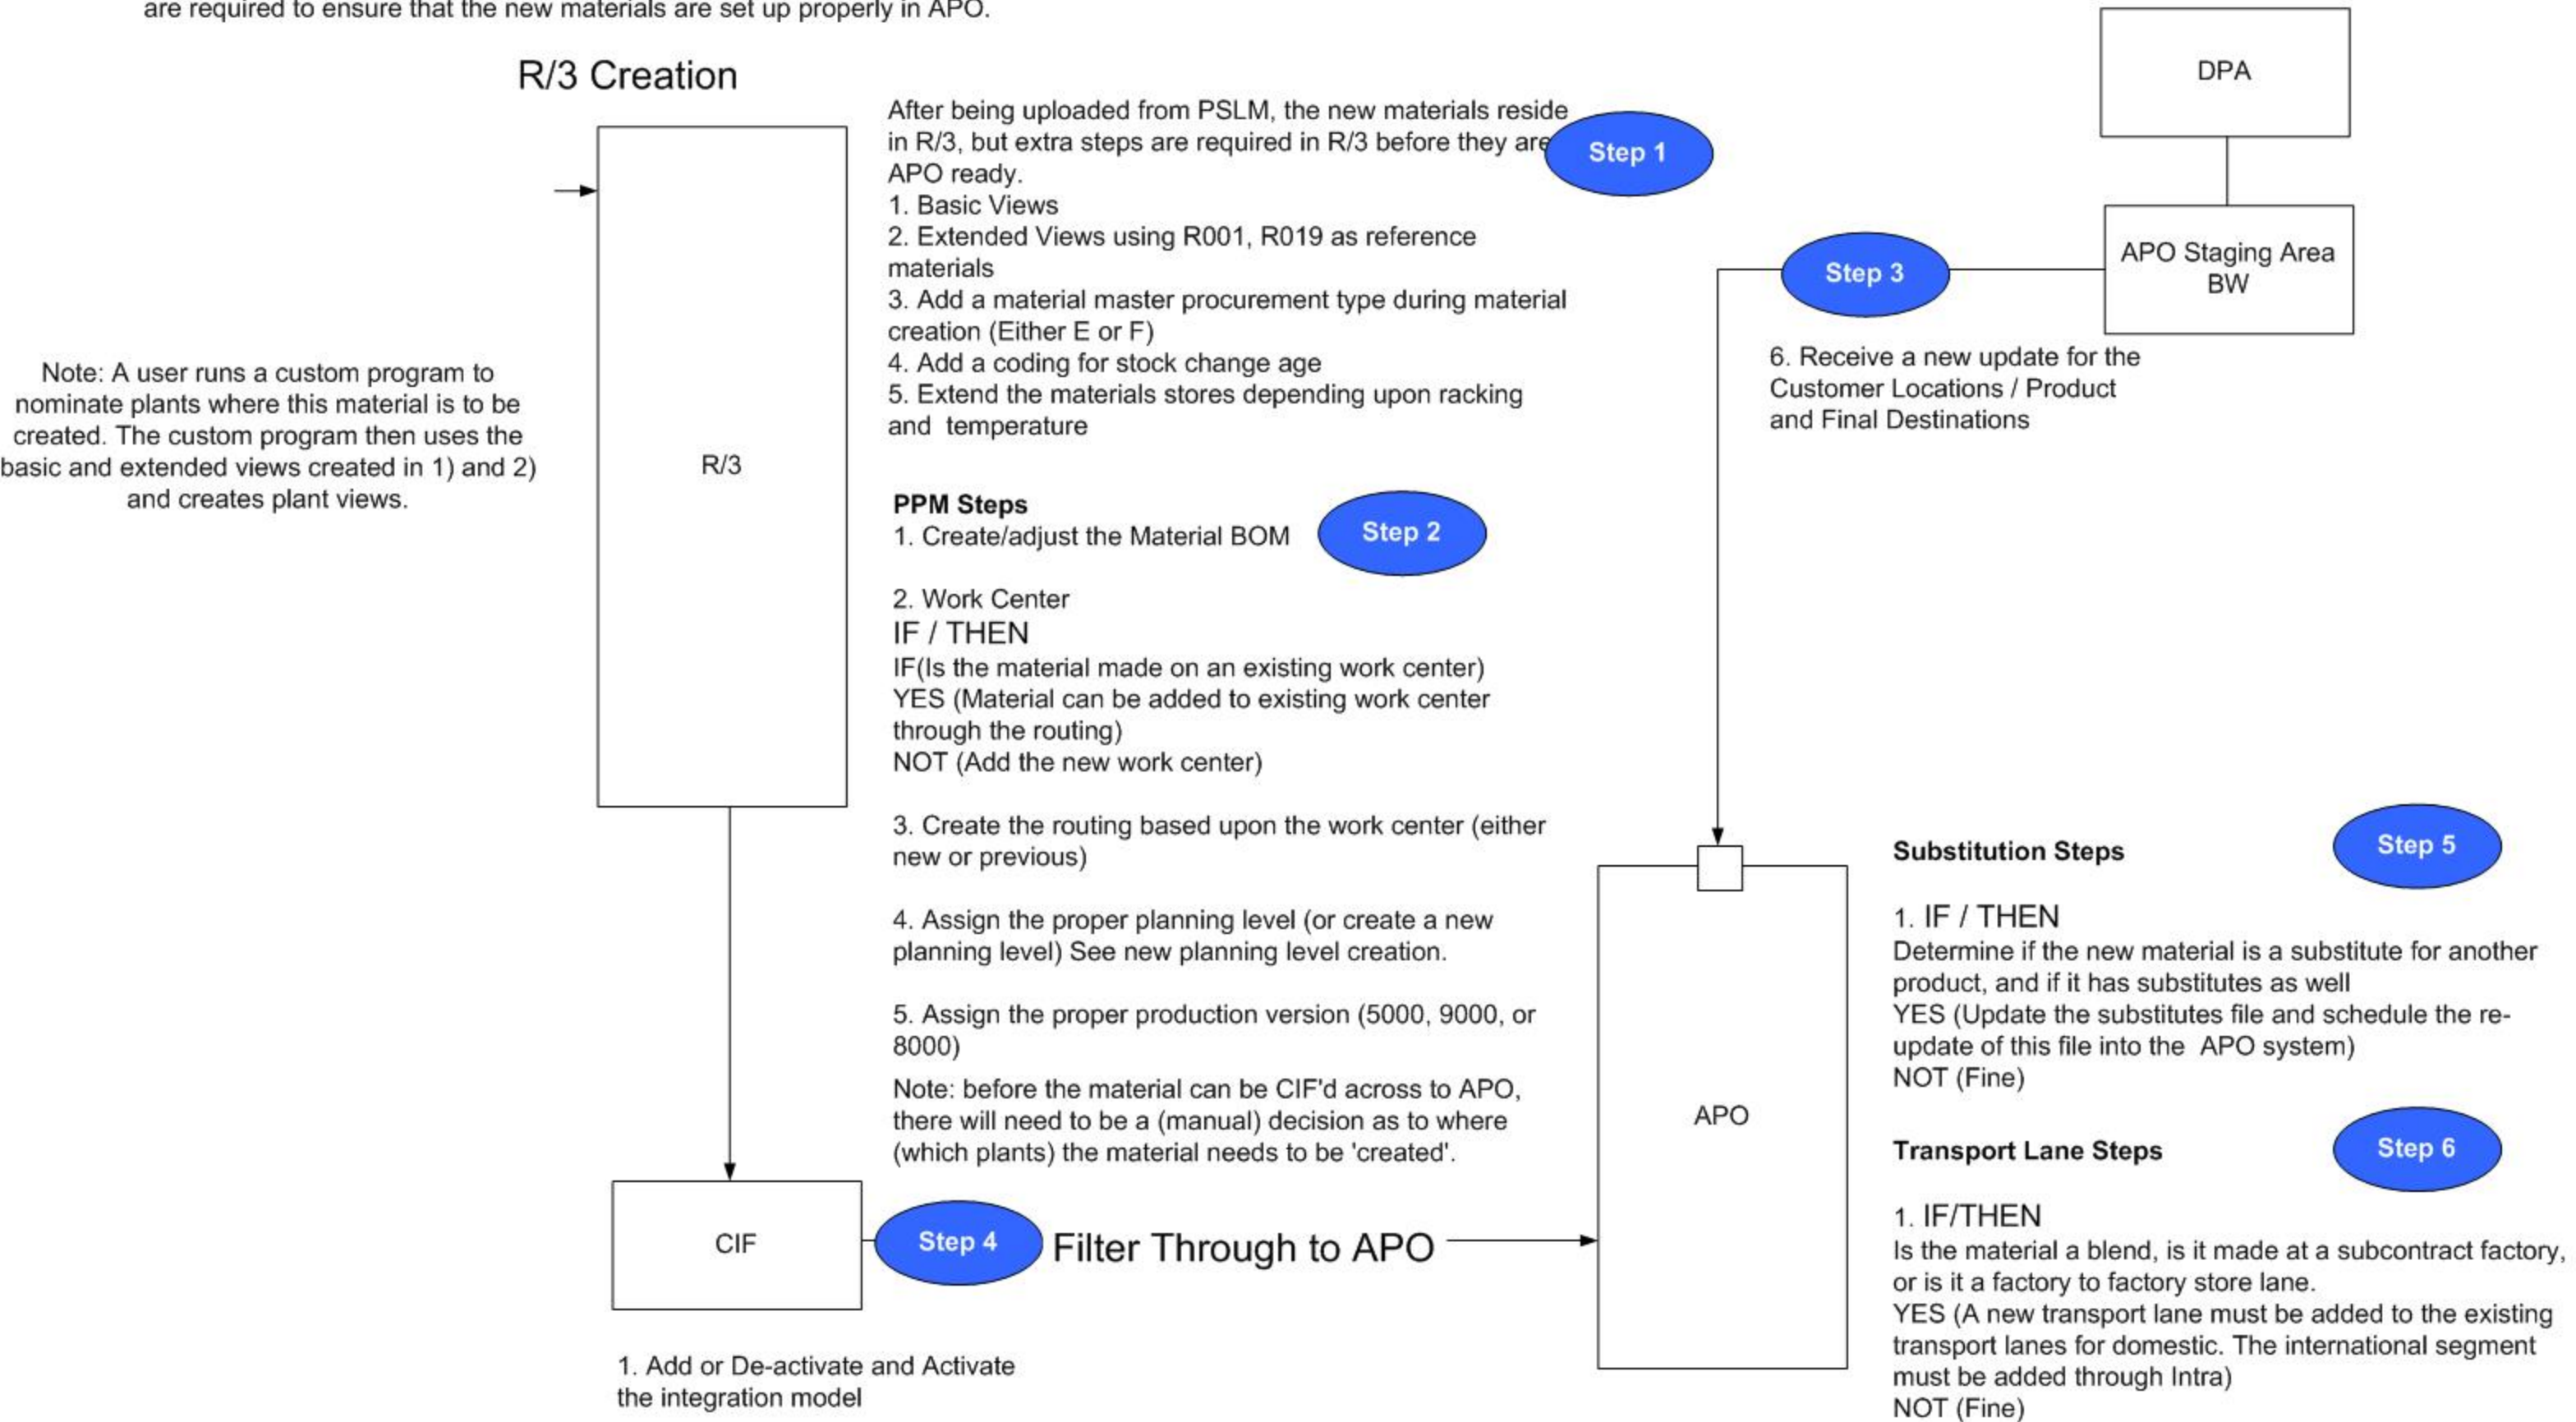 are required to ensure that the new materials are set up properly in APO.
R/3 Creation
DPA
After being uploaded from PSLM, the new materials reside
in R/3, but extra steps are required in R/3 before they are
APO ready.
1. Basic Views
2. Extended Views using R001, R019 as reference
materials
3. Add a material master procurement type during material
creation (Either E or F)
4. Add a coding for stock change age
5. Extend the materials stores depending upon racking
and  temperature
Step 1
Step 3
APO Staging Area
BW
6. Receive a new update for the
Customer Locations / Product
and Final Destinations
Note: A user runs a custom program to
nominate plants where this material is to be
created. The custom program then uses the
basic and extended views created in 1) and 2)
and creates plant views.
R/3
PPM Steps
1. Create/adjust the Material BOM
Step 2
2. Work Center
IF / THEN
IF(Is the material made on an existing work center)
YES (Material can be added to existing work center
through the routing)
NOT (Add the new work center)
3. Create the routing based upon the work center (either
new or previous)
4. Assign the proper planning level (or create a new
planning level) See new planning level creation.
5. Assign the proper production version (5000, 9000, or
8000)
Note: before the material can be CIF'd across to APO,
there will need to be a (manual) decision as to where
(which plants) the material needs to be 'created'.
CIF
Step 4
Filter Through to APO
1. Add or De-activate and Activate
the integration model
APO
Substitution Steps
Step 5
1. IF / THEN
Determine if the new material is a substitute for another
product, and if it has substitutes as well
YES (Update the substitutes file and schedule the re-
update of this file into the  APO system)
NOT (Fine)
Transport Lane Steps
Step 6
1. IF/THEN
Is the material a blend, is it made at a subcontract factory,
or is it a factory to factory store lane.
YES (A new transport lane must be added to the existing
transport lanes for domestic. The international segment
must be added through Intra)
NOT (Fine)